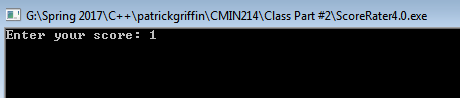 G:\Spring 2017\C++\patrickgriffin\CMIN214\Class Part #2\ScoreRater4.0.exe
Enter your score: 1